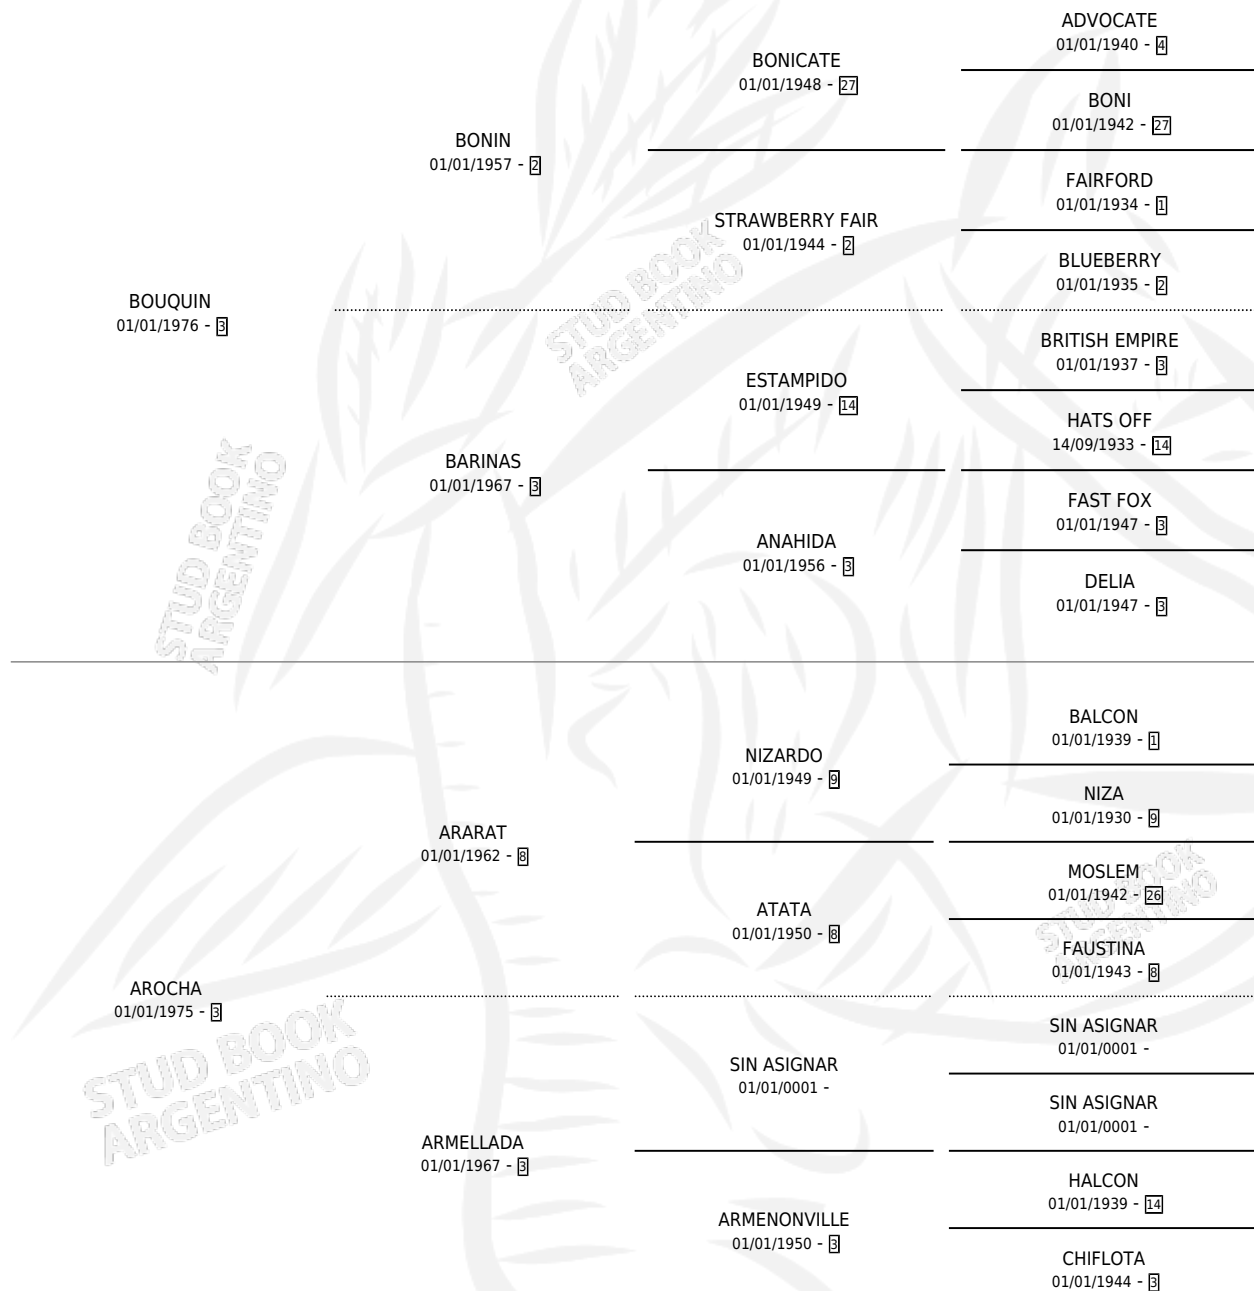 ADVOCATE
01/01/1940 - 4
BONICATE
01/01/1948 - 27
BONI
01/01/1942 - 27
BONIN
01/01/1957 - 2
FAIRFORD
01/01/1934 - 1
STRAWBERRY FAIR
01/01/1944 - 2
BLUEBERRY
01/01/1935 - 2
BOUQUIN
01/01/1976 - 3
BRITISH EMPIRE
01/01/1937 - 3
ESTAMPIDO
01/01/1949 - 14
HATS OFF
14/09/1933 - 14
BARINAS
01/01/1967 - 3
FAST FOX
01/01/1947 - 3
ANAHIDA
01/01/1956 - 3
DELIA
01/01/1947 - 3
BALCON
01/01/1939 - 1
NIZARDO
01/01/1949 - 9
NIZA
01/01/1930 - 9
ARARAT
01/01/1962 - 8
MOSLEM
01/01/1942 - 26
ATATA
01/01/1950 - 8
FAUSTINA
01/01/1943 - 8
AROCHA
01/01/1975 - 3
SIN ASIGNAR
01/01/0001 -
SIN ASIGNAR
01/01/0001 -
SIN ASIGNAR
01/01/0001 -
ARMELLADA
01/01/1967 - 3
HALCON
01/01/1939 - 14
ARMENONVILLE
01/01/1950 - 3
CHIFLOTA
01/01/1944 - 3
STUD BOOK
ARGENTINO
STUD BOOK
ARGENTINO
STUD BOOK
ARGENTINO
STUD BOOK
ARGENTINO